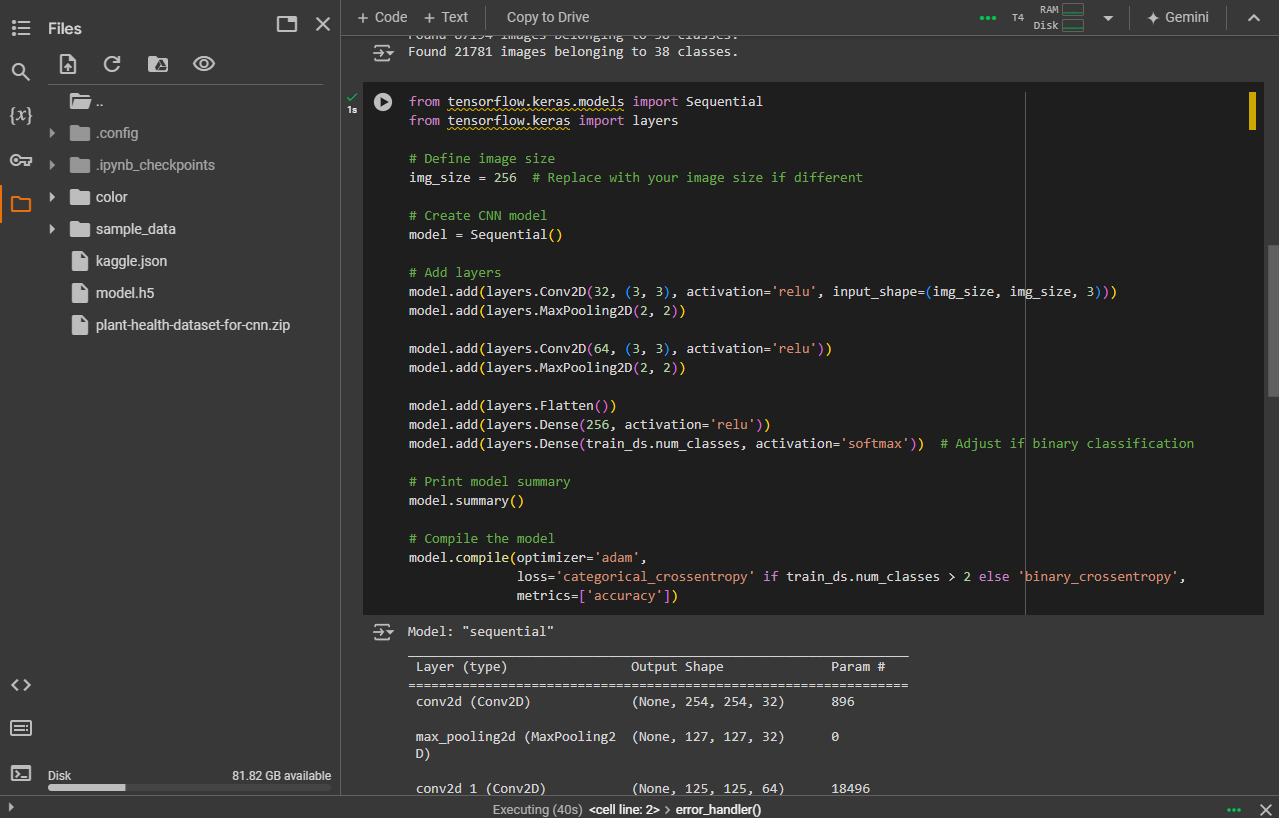 Files
+ Code + Text Copy to Drive
T4 RAM Disk Gemini
..
.config
.ipynb_checkpoints
color
sample_data
kaggle.json
model.h5
plant-health-dataset-for-cnn.zip
{x}
<>
Disk 81.82 GB available
Found 21781 images belonging to 38 classes.
1s
from tensorflow.keras.models import Sequential
from tensorflow.keras import layers
# Define image size
img_size = 256  # Replace with your image size if different
# Create CNN model
model = Sequential()
# Add layers
model.add(layers.Conv2D(32, (3, 3), activation='relu', input_shape=(img_size, img_size, 3)))
model.add(layers.MaxPooling2D(2, 2))
model.add(layers.Conv2D(64, (3, 3), activation='relu'))
model.add(layers.MaxPooling2D(2, 2))
model.add(layers.Flatten())
model.add(layers.Dense(256, activation='relu'))
model.add(layers.Dense(train_ds.num_classes, activation='softmax'))  # Adjust if binary classification
# Print model summary
model.summary()
# Compile the model
model.compile(optimizer='adam',
              loss='categorical_crossentropy' if train_ds.num_classes > 2 else 'binary_crossentropy',
              metrics=['accuracy'])
Model: "sequential"
Layer (type) Output Shape Param #
conv2d (Conv2D) (None, 254, 254, 32) 896
max_pooling2d (MaxPooling2 (None, 127, 127, 32) 0
D)
conv2d_1 (Conv2D) (None, 125, 125, 64) 18496
Executing (40s) <cell line: 2> > error_handler()